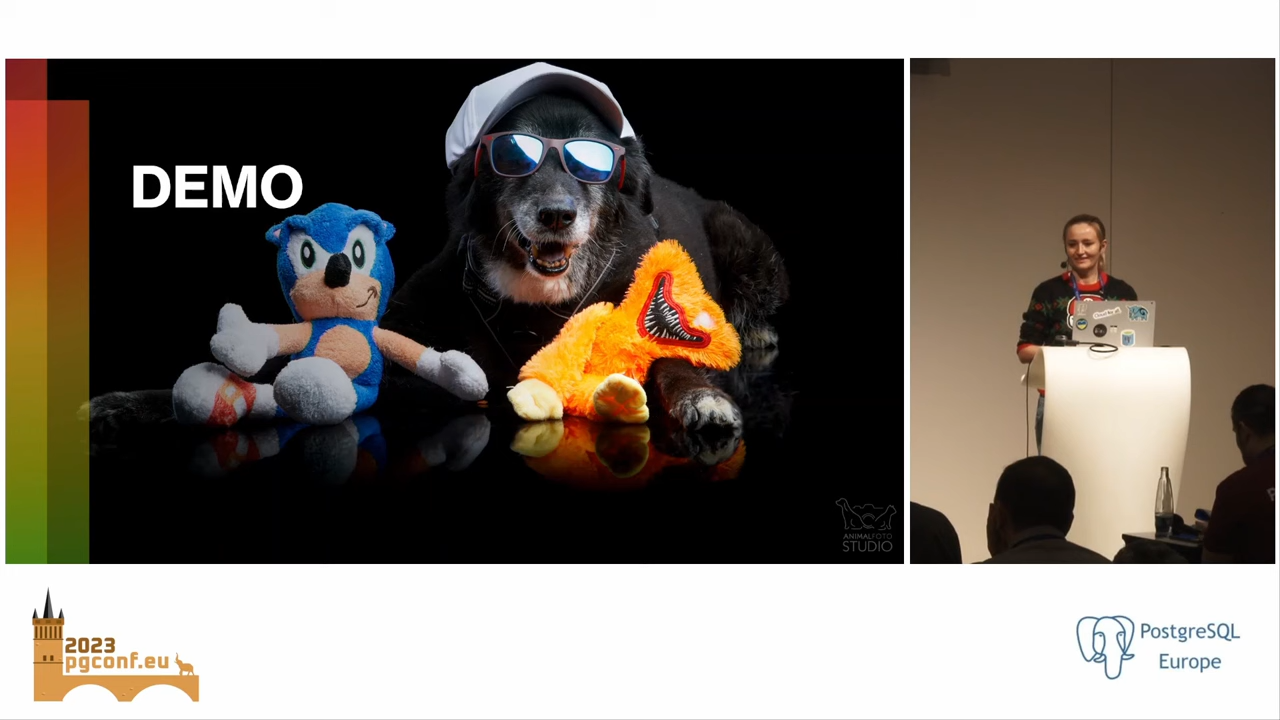 DEMO
ANIMALFOTO
STUDIO
2023
pgconf.eu
PostgreSQL
Europe